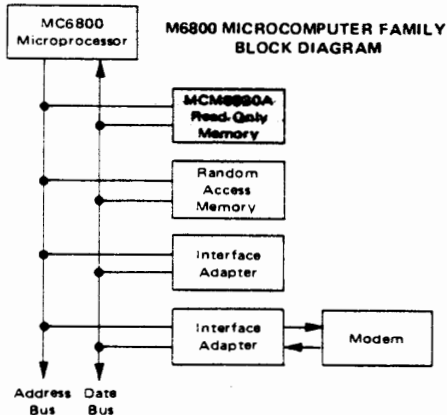 MC6800
Microprocessor
M6800 MICROCOMPUTER FAMILY
BLOCK DIAGRAM
MCM6830A
Read-Only
Memory
Random
Access
Memory
Interface
Adapter
Interface
Adapter
Modem
Address
Bus
Date
Bus